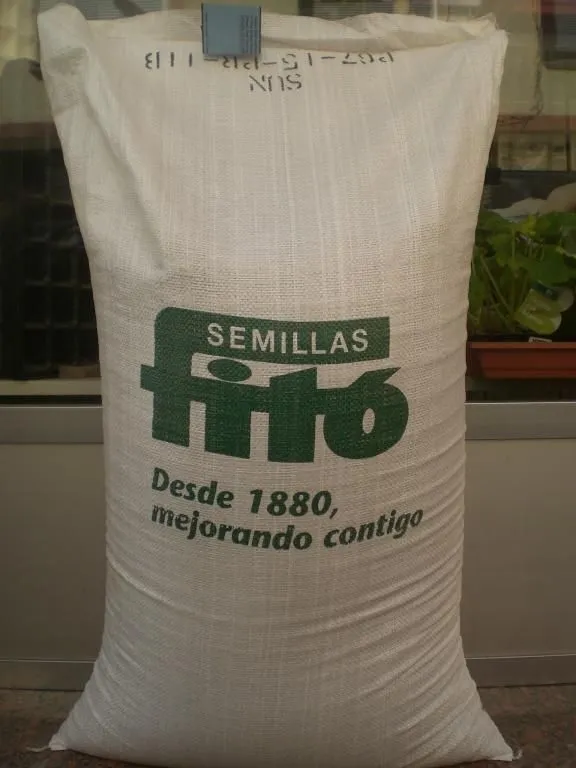 SEMILLAS
fitó
Desde 1880,
mejorando contigo